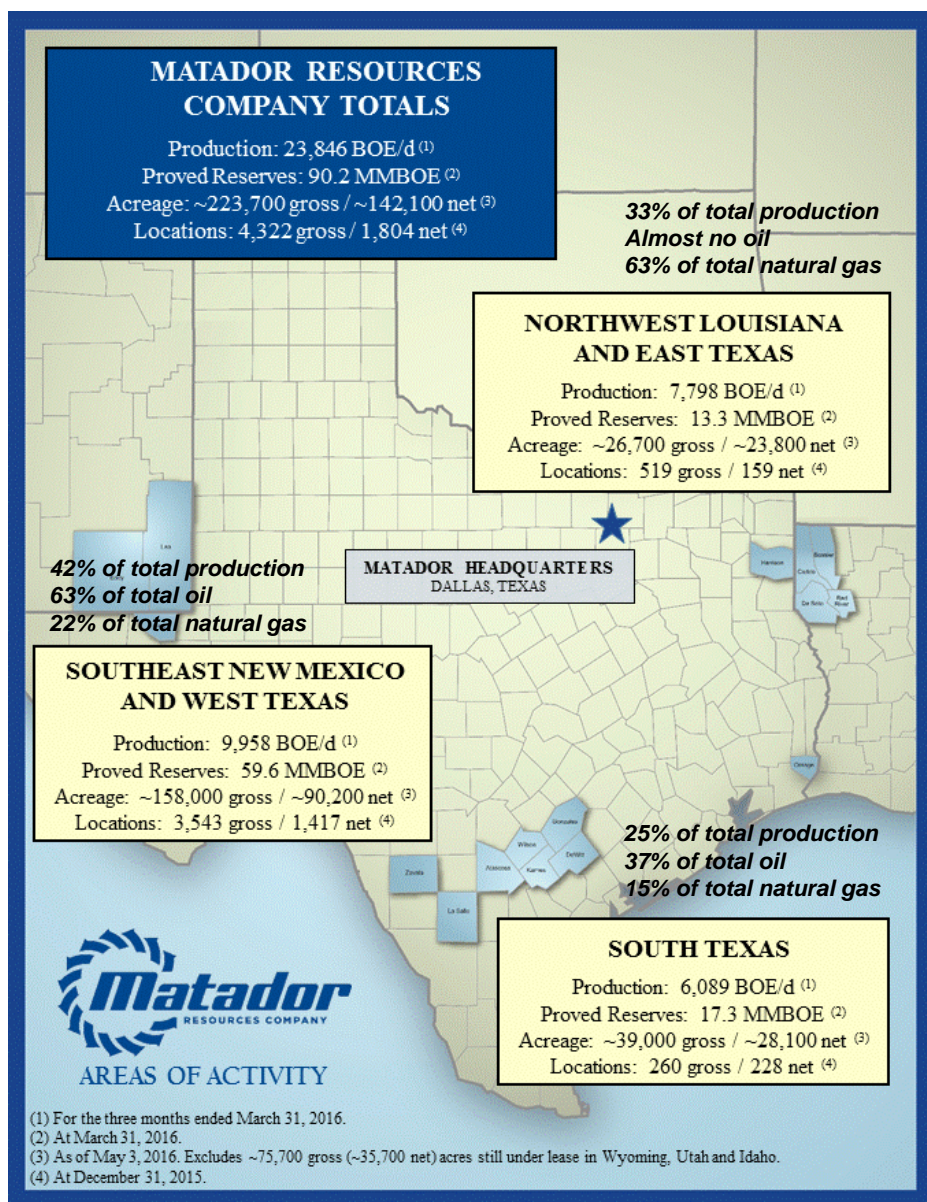 MATADOR RESOURCES
COMPANY TOTALS
Production: 23,846 BOE/d (1)
Proved Reserves: 90.2 MMBOE (2)
Acreage: ~223,700 gross / ~142,100 net (3)
Locations: 4,322 gross / 1,804 net (4)
33% of total production
Almost no oil
63% of total natural gas
NORTHWEST LOUISIANA
AND EAST TEXAS
Production: 7,798 BOE/d (1)
Proved Reserves: 13.3 MMBOE (2)
Acreage: ~26,700 gross / ~23,800 net (3)
Locations: 519 gross / 159 net (4)
Lea
MATADOR HEADQUARTERS
DALLAS, TEXAS
Harrison
Bossier
Caddo
De Soto
Red
River
42% of total production
63% of total oil
22% of total natural gas
SOUTHEAST NEW MEXICO
AND WEST TEXAS
Production: 9,958 BOE/d (1)
Proved Reserves: 59.6 MMBOE (2)
Acreage: ~158,000 gross / ~90,200 net (3)
Locations: 3,543 gross / 1,417 net (4)
Orange
Gonzales
Wilson
DeWitt
Zavala
Atascosa
Karnes
La Salle
25% of total production
37% of total oil
15% of total natural gas
SOUTH TEXAS
Production: 6,089 BOE/d (1)
Proved Reserves: 17.3 MMBOE (2)
Acreage: ~39,000 gross / ~28,100 net (3)
Locations: 260 gross / 228 net (4)
Matador
RESOURCES COMPANY
AREAS OF ACTIVITY
(1) For the three months ended March 31, 2016.
(2) At March 31, 2016.
(3) As of May 3, 2016. Excludes ~75,700 gross (~35,700 net) acres still under lease in Wyoming, Utah and Idaho.
(4) At December 31, 2015.